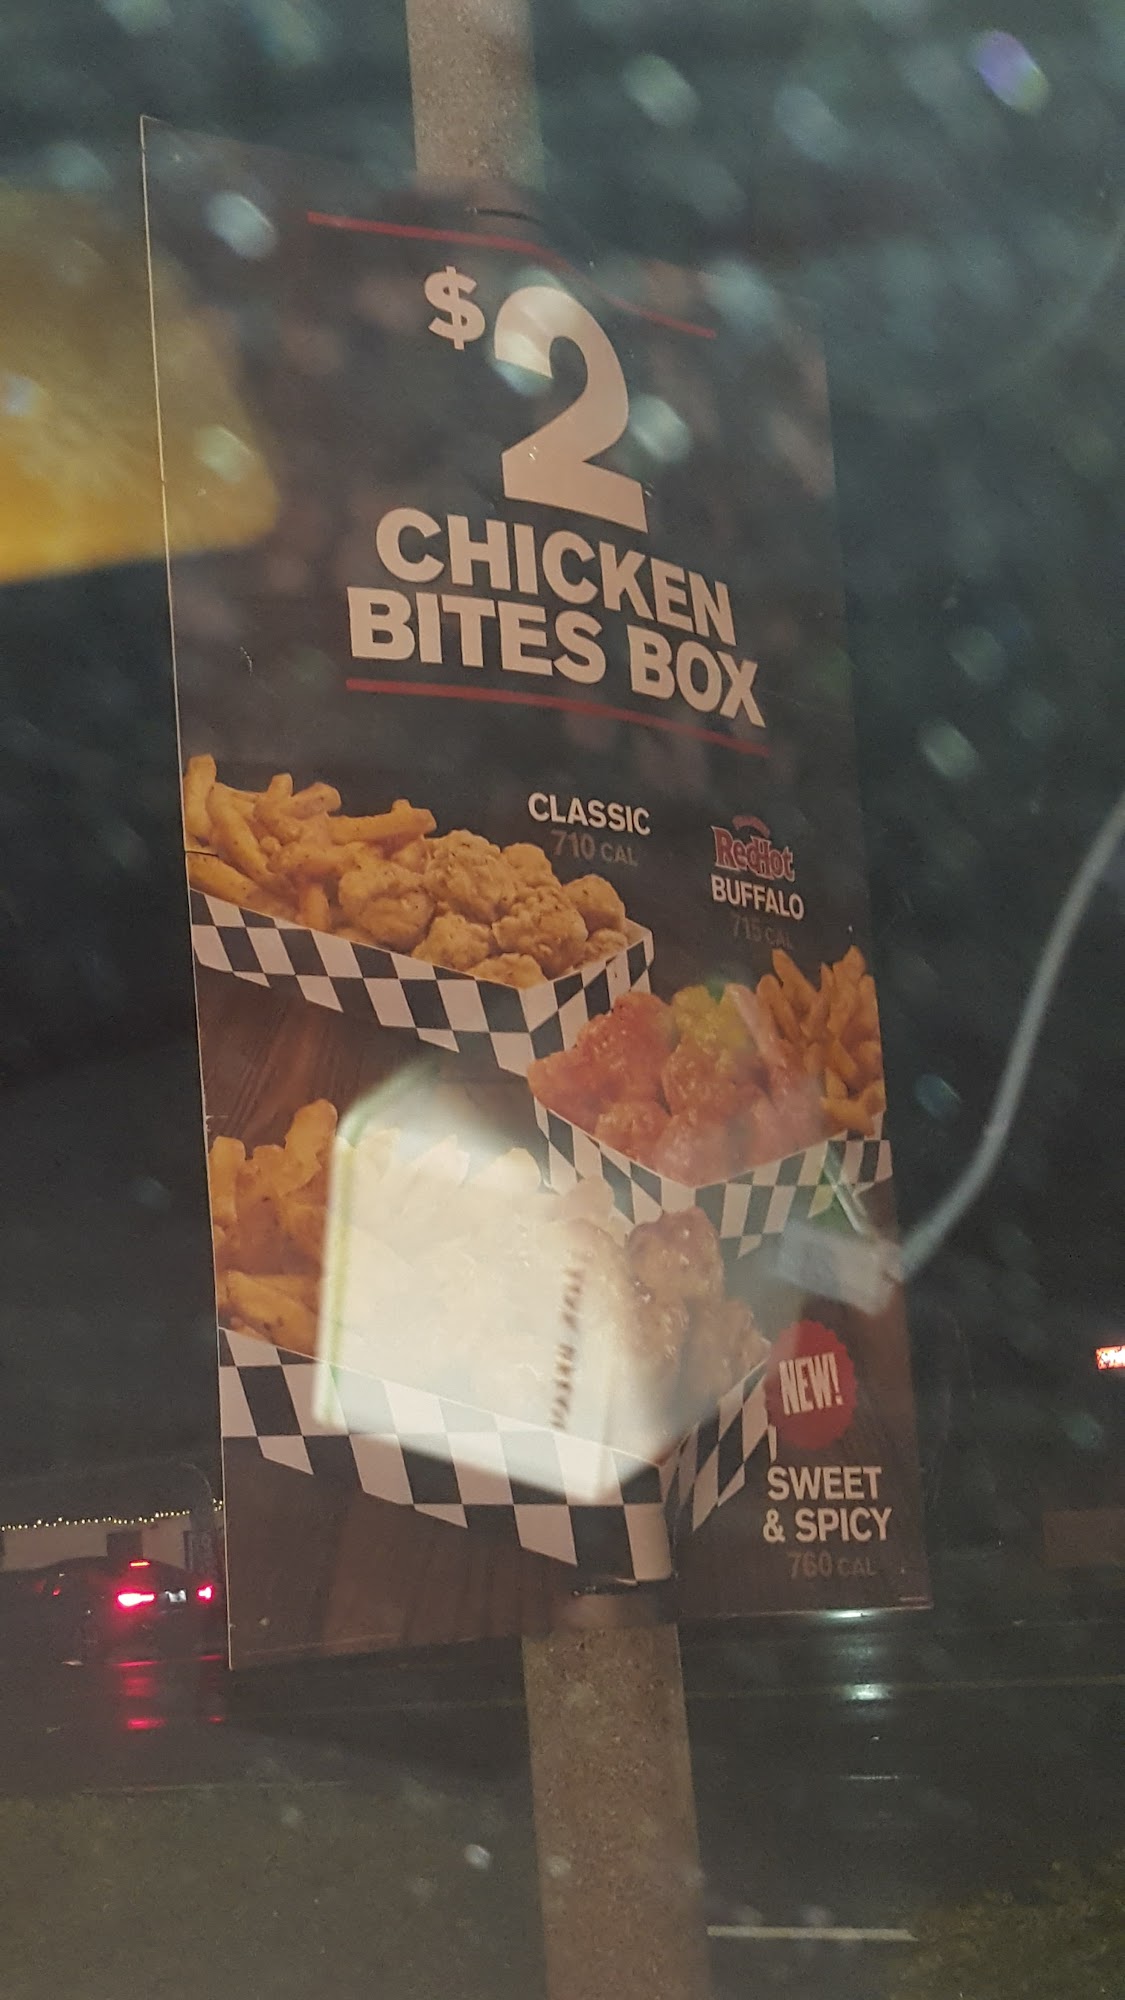 $2
CHICKEN
BITES BOX
CLASSIC
710 CAL
RedHot
BUFFALO
715 CAL
NEW!
SWEET
& SPICY
760 CAL